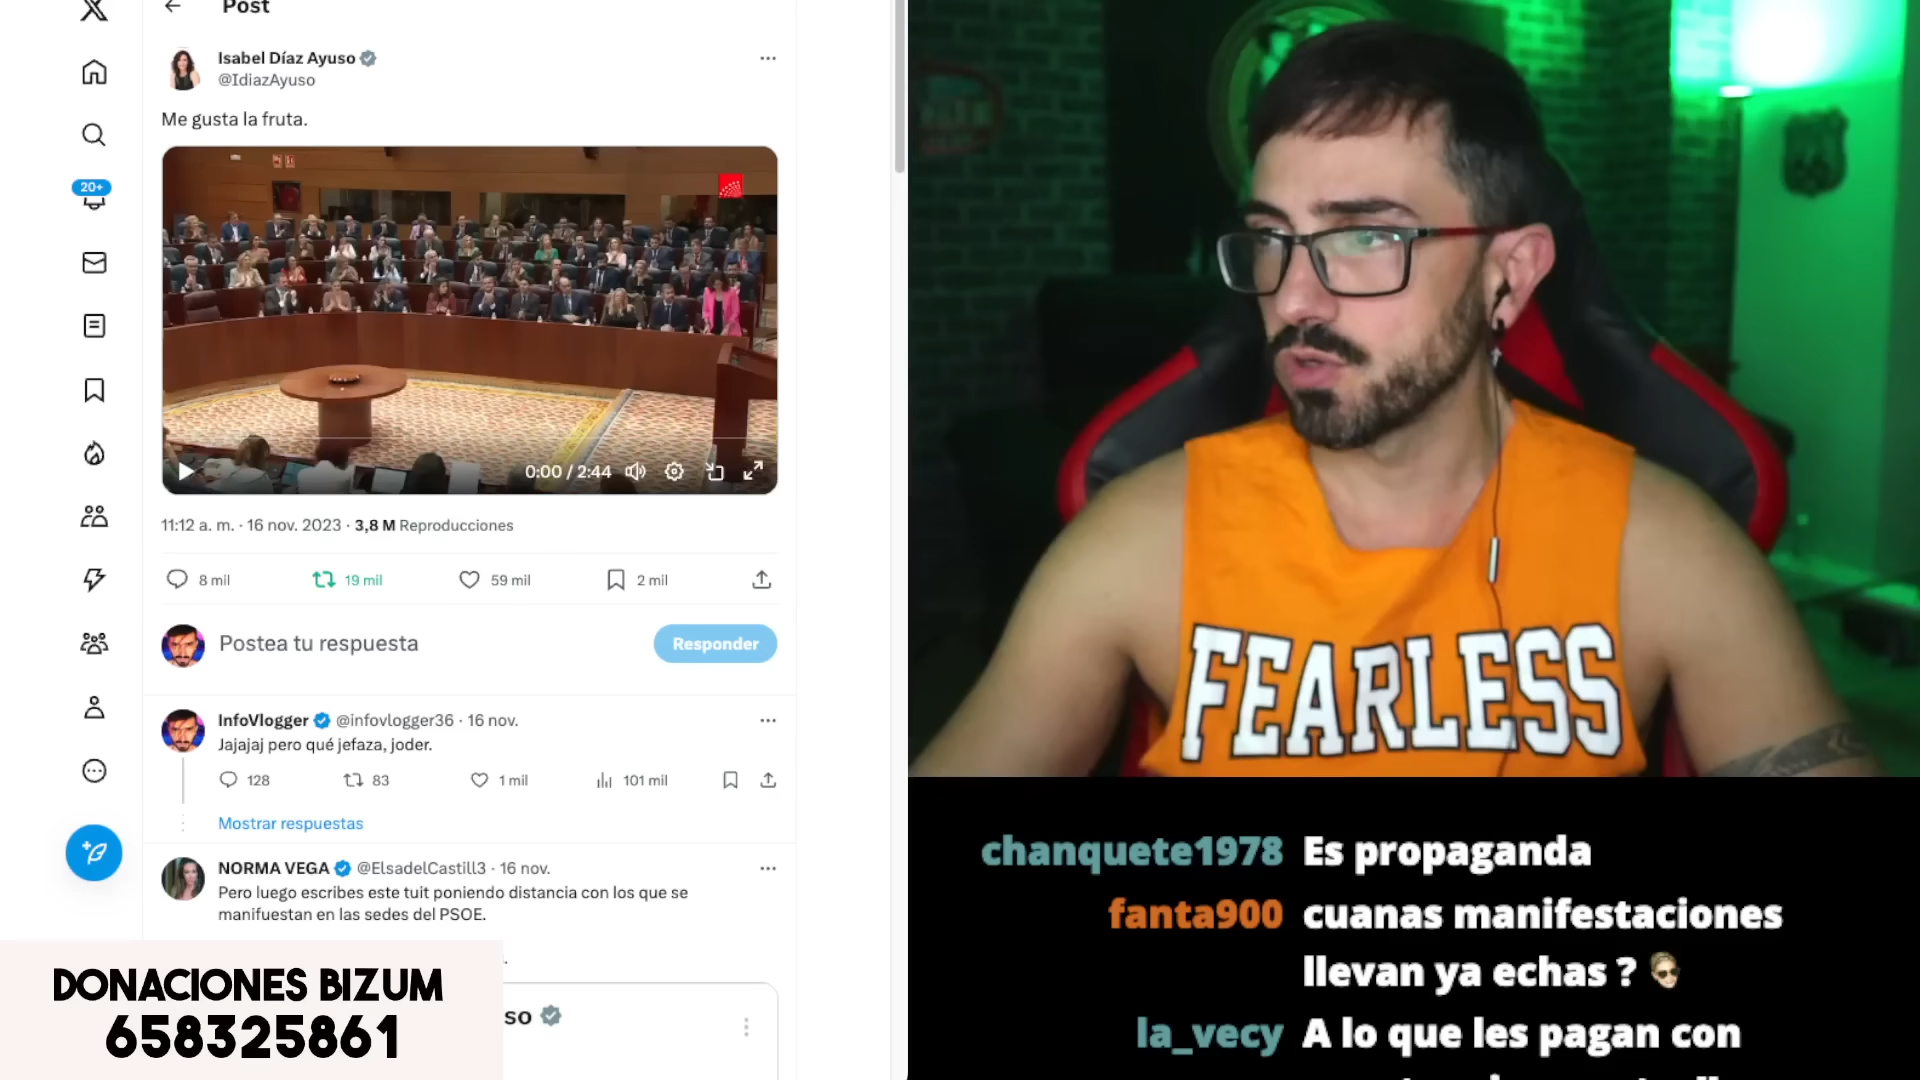 Post
Isabel Díaz Ayuso
@IdiazAyuso
Me gusta la fruta.
20+
0:00 / 2:44
11:12 a. m. · 16 nov. 2023 · 3,8 M Reproducciones
8 mil
19 mil
59 mil
2 mil
Postea tu respuesta
Responder
InfoVlogger @infovlogger36 · 16 nov.
Jajajaj pero qué jefaza, joder.
128
83
1 mil
101 mil
Mostrar respuestas
NORMA VEGA @ElsadelCastill3 · 16 nov.
Pero luego escribes este tuit poniendo distancia con los que se
manifuestan en las sedes del PSOE.
so
DONACIONES BIZUM
658325861
FEARLESS
chanquete1978 Es propaganda
fanta900 cuanas manifestaciones
llevan ya echas ?
la_vecy A lo que les pagan con